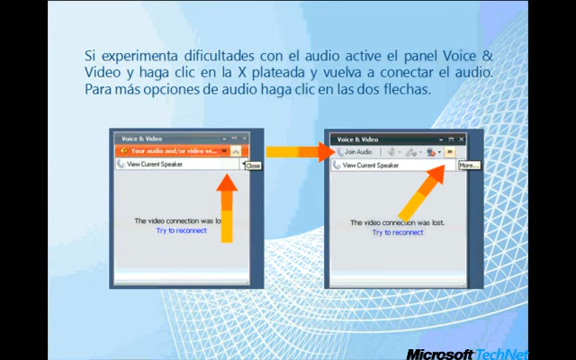 Si experimenta dificultades con el audio active el panel Voice &
Video y haga clic en la X plateada y vuelva a conectar el audio.
Para más opciones de audio haga clic en las dos flechas.
Voice & Video
Your audio and/or video se...
Close
View Current Speaker
The video connection was los
Try to reconnect
Voice & Video
Join Audio
View Current Speaker
More...
The video connection was lost.
Try to reconnect
Microsoft TechNet